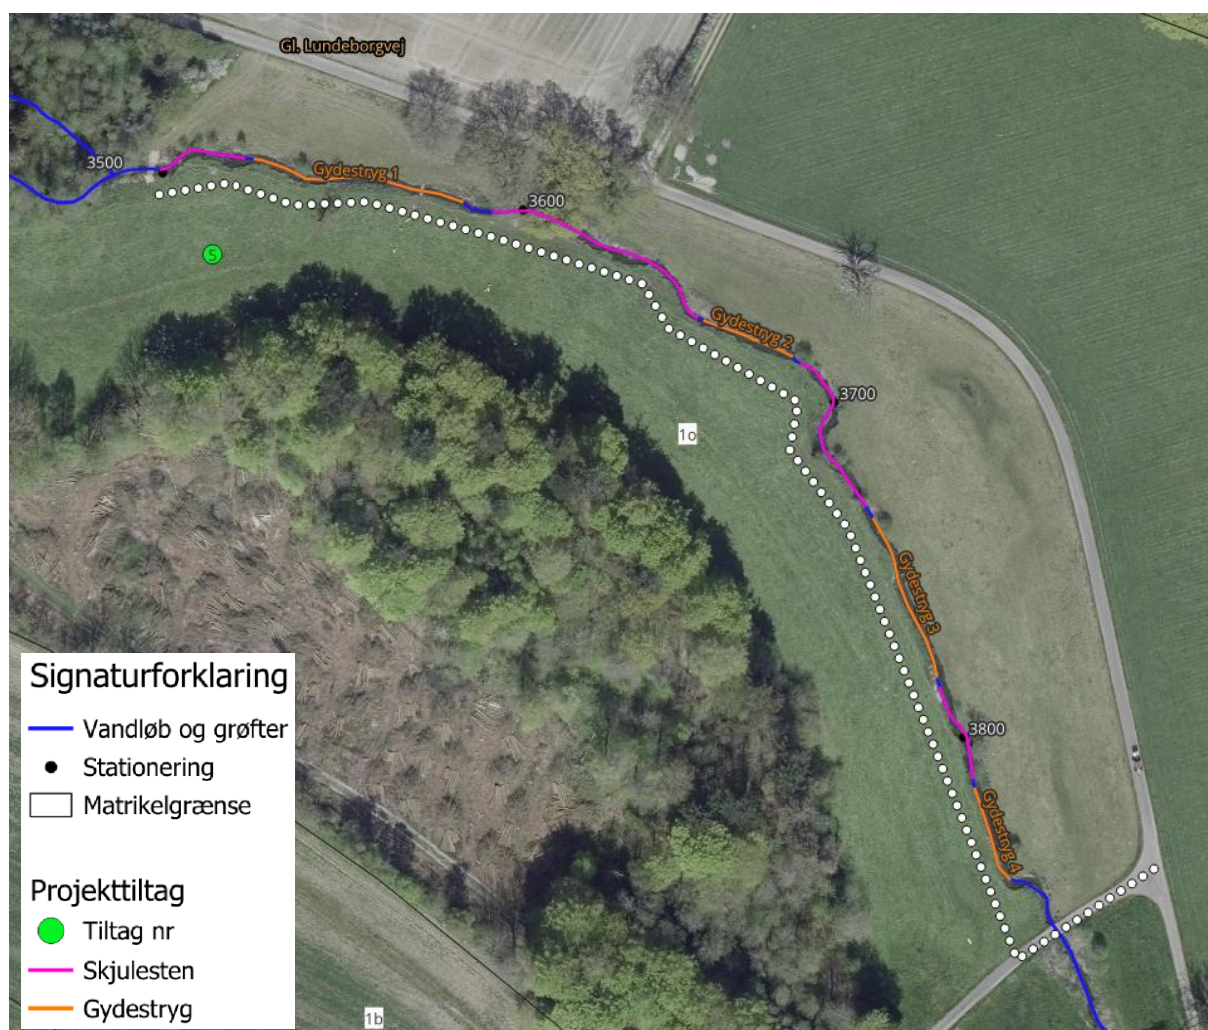 Gl. Lundeborgvej
3500
Gydestryg 1
3600
5
Gydestryg 2
3700
1o
Gydestryg 3
3800
Gydestryg 4
1b
Signaturforklaring
Vandløb og grøfter
Stationering
Matrikelgrænse
Projekttiltag
Tiltag nr
Skjulesten
Gydestryg